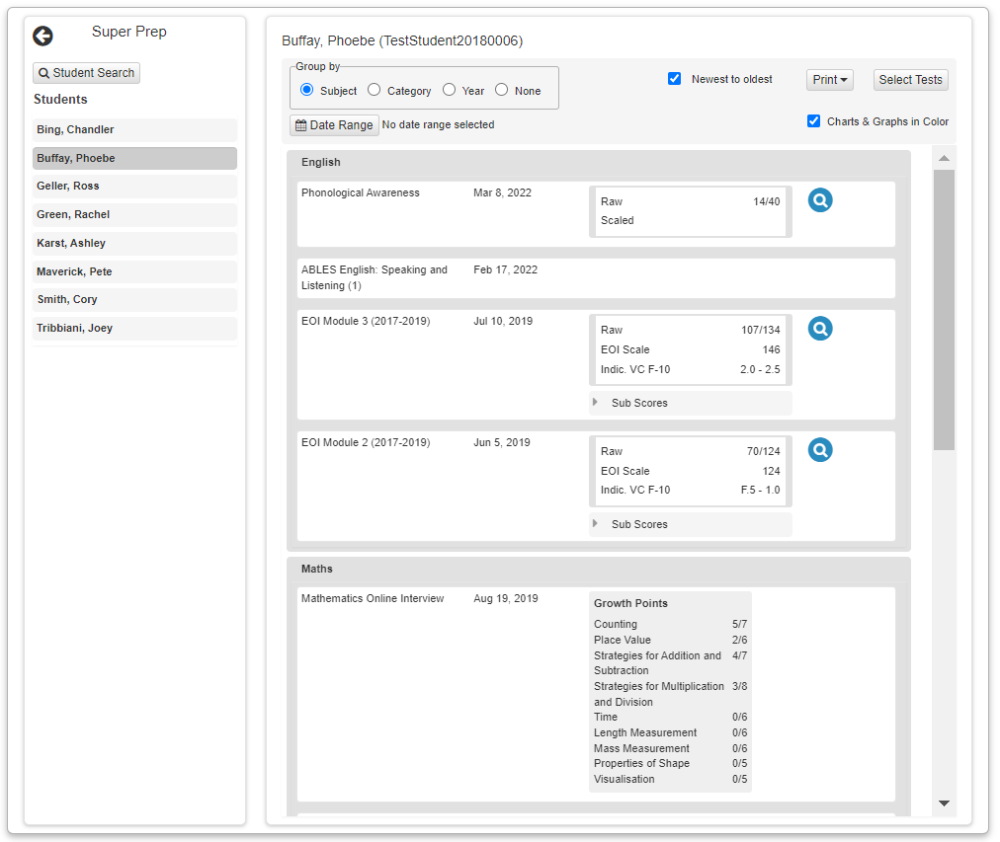 Super Prep
Student Search
Students
Bing, Chandler
Buffay, Phoebe
Geller, Ross
Green, Rachel
Karst, Ashley
Maverick, Pete
Smith, Cory
Tribbiani, Joey
Buffay, Phoebe (TestStudent20180006)
Group by
Subject Category Year None
Newest to oldest
Print
Select Tests
Date Range No date range selected
Charts & Graphs in Color
English
Phonological Awareness Mar 8, 2022
Raw 14/40
Scaled
ABLES English: Speaking and Feb 17, 2022
Listening (1)
EOI Module 3 (2017-2019) Jul 10, 2019
Raw 107/134
EOI Scale 146
Indic. VC F-10 2.0 - 2.5
Sub Scores
EOI Module 2 (2017-2019) Jun 5, 2019
Raw 70/124
EOI Scale 124
Indic. VC F-10 F.5 - 1.0
Sub Scores
Maths
Mathematics Online Interview Aug 19, 2019
Growth Points
Counting 5/7
Place Value 2/6
Strategies for Addition and 4/7
Subtraction
Strategies for Multiplication 3/8
and Division
Time 0/6
Length Measurement 0/6
Mass Measurement 0/6
Properties of Shape 0/5
Visualisation 0/5